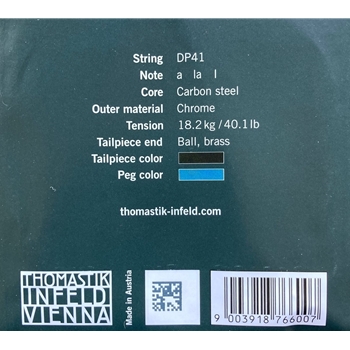 String DP41
Note a la I
Core Carbon steel
Outer material Chrome
Tension 18.2 kg / 40.1 lb
Tailpiece end Ball, brass
Tailpiece color
Peg color
thomastik-infeld.com
THOMASTIK
INFELD
VIENNA
Made in Austria
9 003918 766007